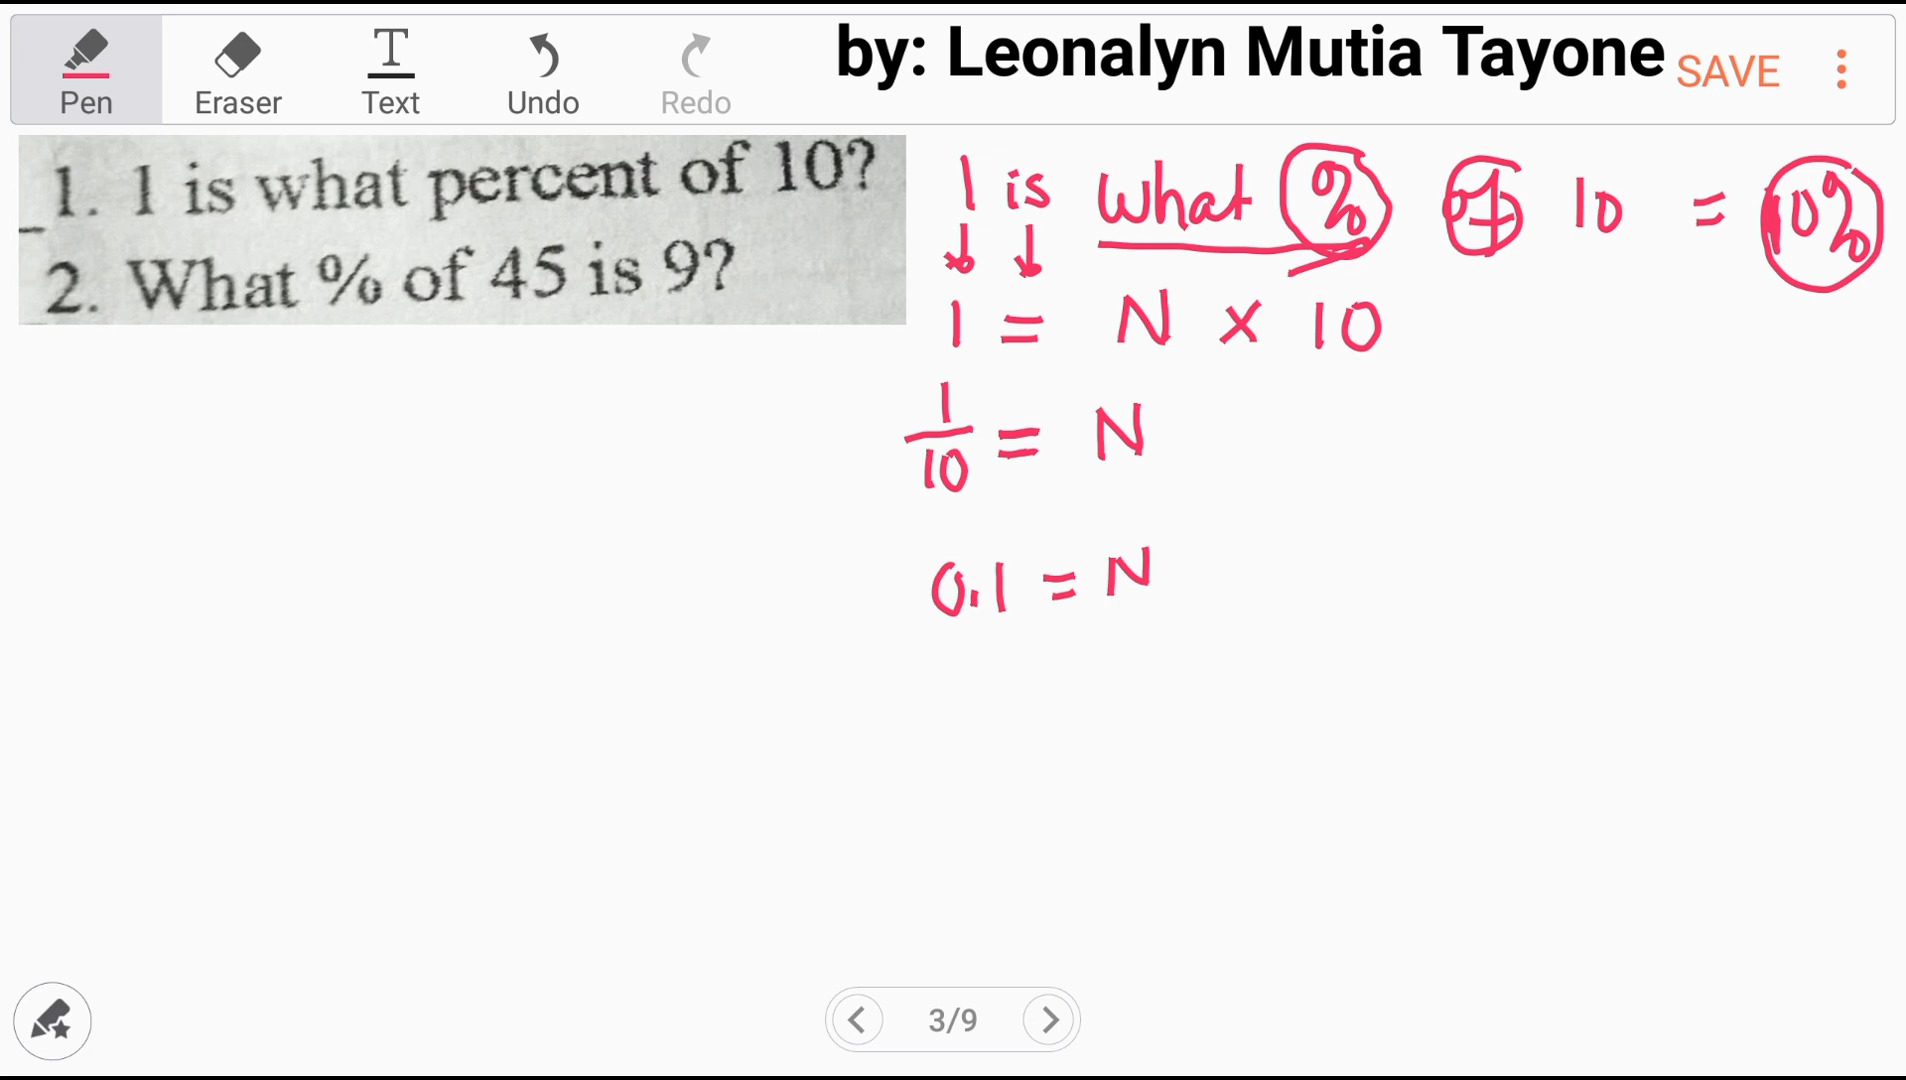 Pen Eraser Text Undo Redo by: Leonalyn Mutia Tayone SAVE
1. 1 is what percent of 10?
2. What % of 45 is 9?
1 is what % of 10 = 10%
1 = N × 10
1/10 = N
0.1 = N
3/9